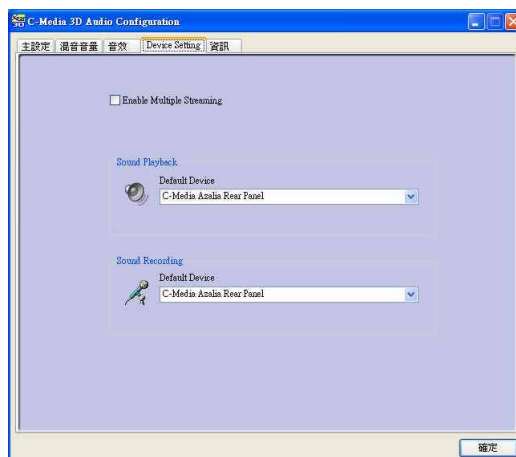 C-Media 3D Audio Configuration
主設定 混音音量 音效 Device Setting 資訊
Enable Multiple Streaming
Sound Playback
Default Device
C-Media Azalia Rear Panel
Sound Recording
Default Device
C-Media Azalia Rear Panel
確定